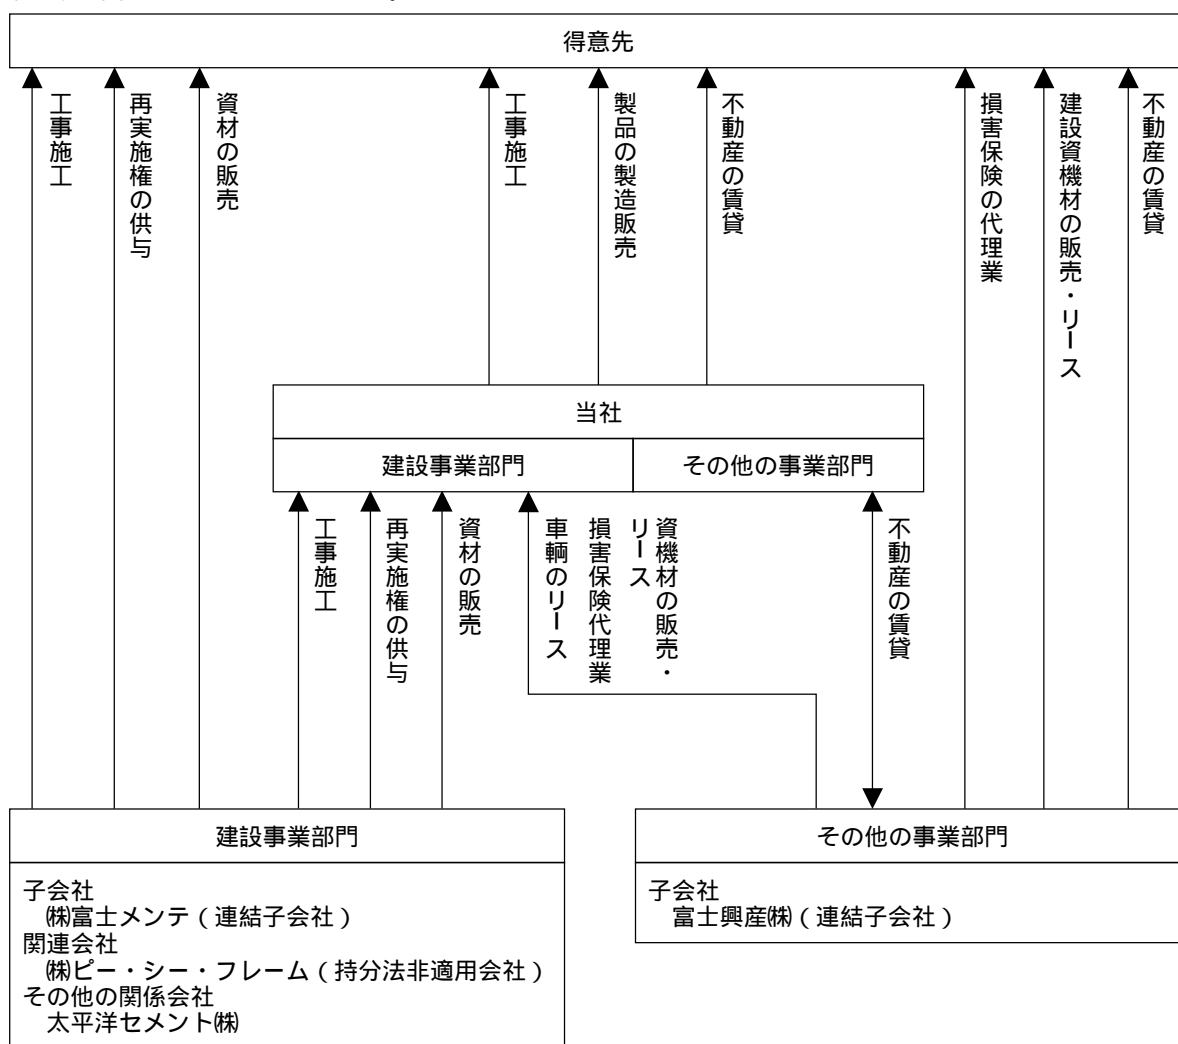 得意先
工事施工
再実施権の供与
資材の販売
工事施工
製品の製造販売
不動産の賃貸
損害保険の代理業
建設資機材の販売・リース
不動産の賃貸
当社
建設事業部門
その他の事業部門
工事施工
再実施権の供与
資材の販売
車輌のリース
損害保険代理業
資機材の販売・
リース
不動産の賃貸
建設事業部門
子会社
㈱富士メンテ(連結子会社)
関連会社
㈱ピー・シー・フレーム(持分法非適用会社)
その他の関係会社
太平洋セメント㈱
その他の事業部門
子会社
富士興産㈱(連結子会社)